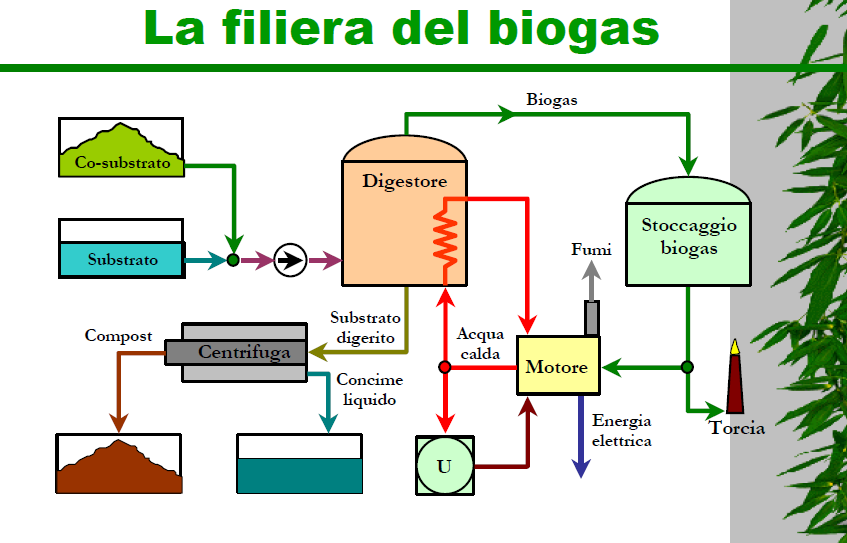 La filiera del biogas
Biogas
Co-substrato
Digestore
Stoccaggio
biogas
Substrato
Fumi
Substrato
digerito
Compost
Acqua
calda
Centrifuga
Motore
Concime
liquido
Energia
elettrica
Torcia
U